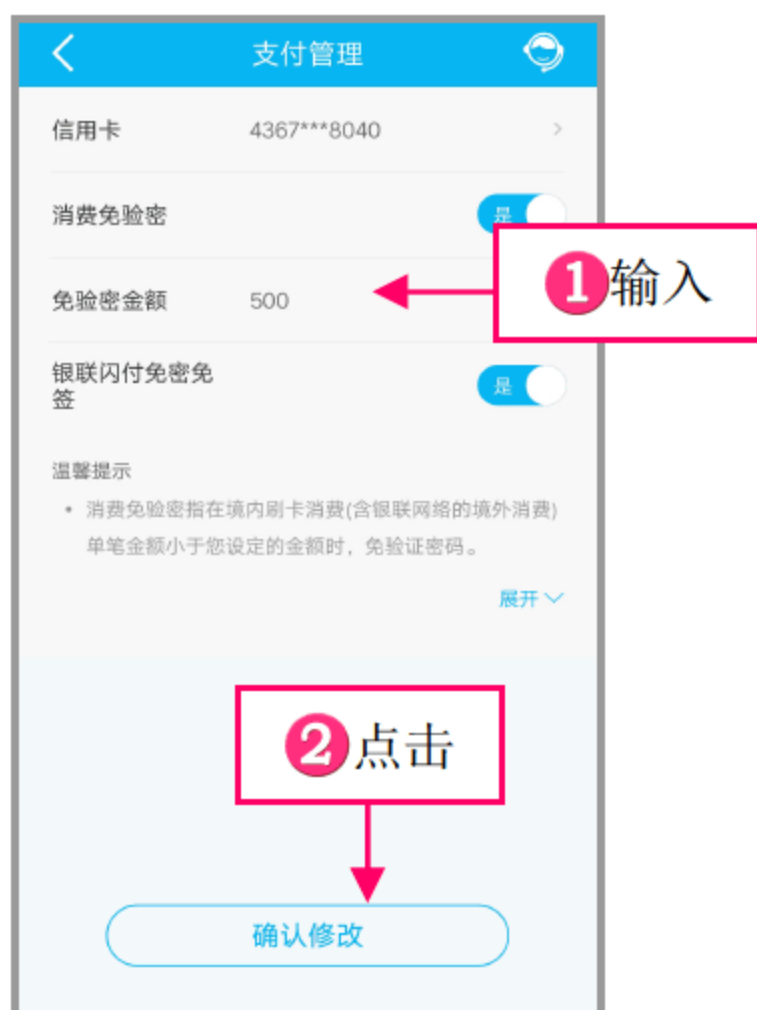 支付管理
信用卡 4367***8040
消费免验密 是
❶输入
免验密金额 500
银联闪付免密免
签
是
温馨提示
• 消费免验密指在境内刷卡消费(含银联网络的境外消费)
单笔金额小于您设定的金额时，免验证密码。
展开
❷点击
确认修改